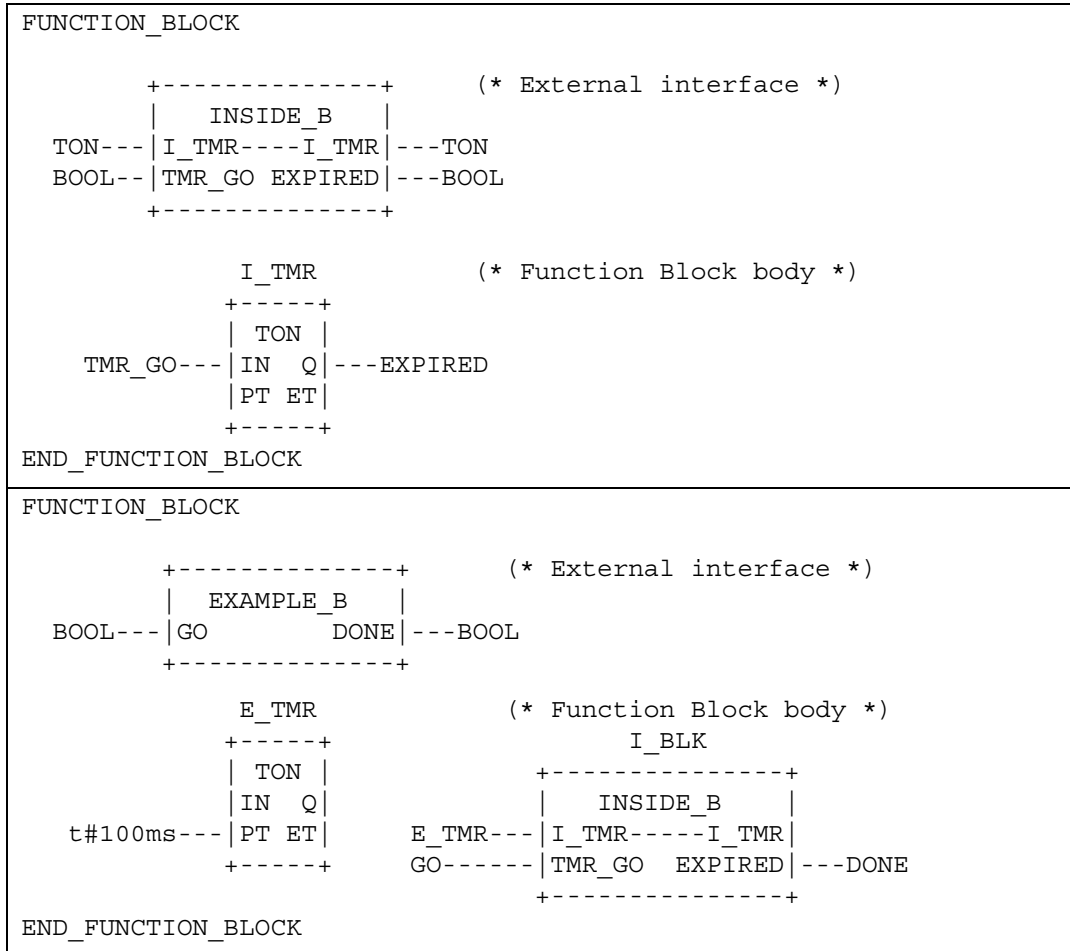 FUNCTION_BLOCK
         +--------------+      (* External interface *)
         |   INSIDE_B   |
  TON---|I_TMR----I_TMR|---TON
  BOOL--|TMR_GO EXPIRED|---BOOL
         +--------------+
               I_TMR          (* Function Block body *)
              +-----+
              | TON |
    TMR_GO---|IN  Q|---EXPIRED
              |PT ET|
              +-----+
END_FUNCTION_BLOCK
FUNCTION_BLOCK
          +--------------+       (* External interface *)
          |  EXAMPLE_B   |
  BOOL---|GO        DONE|---BOOL
          +--------------+
               E_TMR            (* Function Block body *)
              +-----+                    I_BLK
              | TON |              +---------------+
              |IN  Q|              |   INSIDE_B    |
   t#100ms---|PT ET|     E_TMR---|I_TMR-----I_TMR|
              +-----+     GO------|TMR_GO  EXPIRED|---DONE
                                   +---------------+
END_FUNCTION_BLOCK